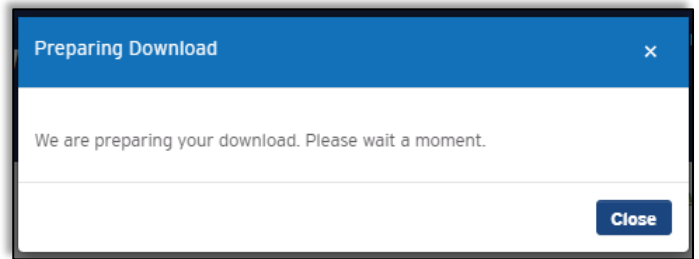 Preparing Download ×
We are preparing your download. Please wait a moment.
Close